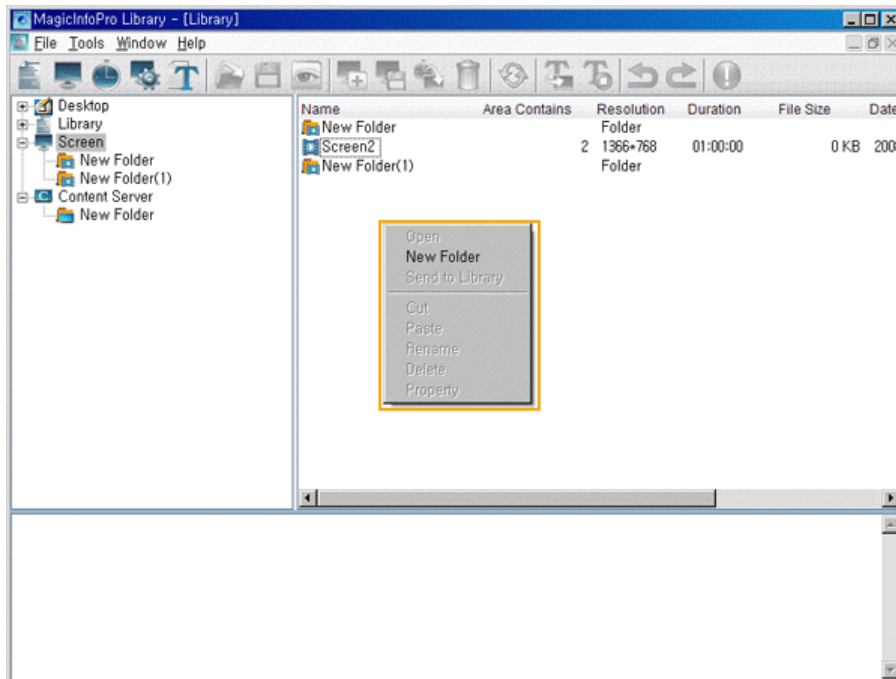 MagicInfoPro Library - [Library]
File Tools Window Help
Desktop
Library
Screen
New Folder
New Folder(1)
Content Server
New Folder
Name Area Contains Resolution Duration File Size Date
New Folder Folder
Screen2 2 1366*768 01:00:00 0 KB 200
New Folder(1) Folder
Open
New Folder
Send to Library
Cut
Paste
Rename
Delete
Property